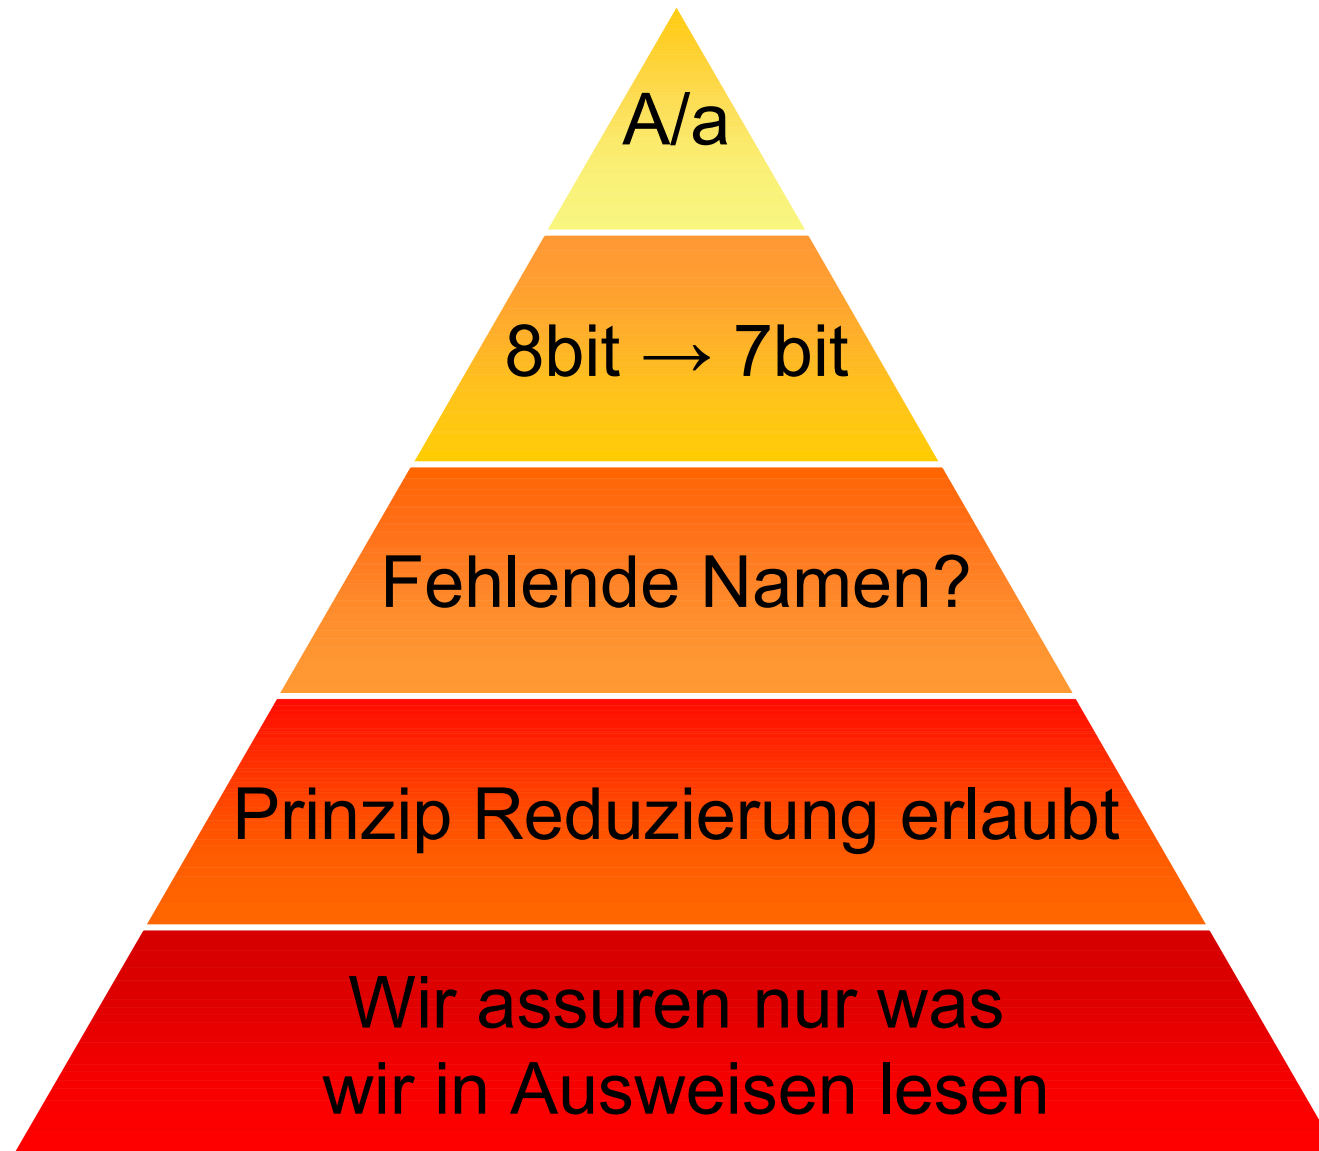 A/a
8bit → 7bit
Fehlende Namen?
Prinzip Reduzierung erlaubt
Wir assuren nur was
wir in Ausweisen lesen